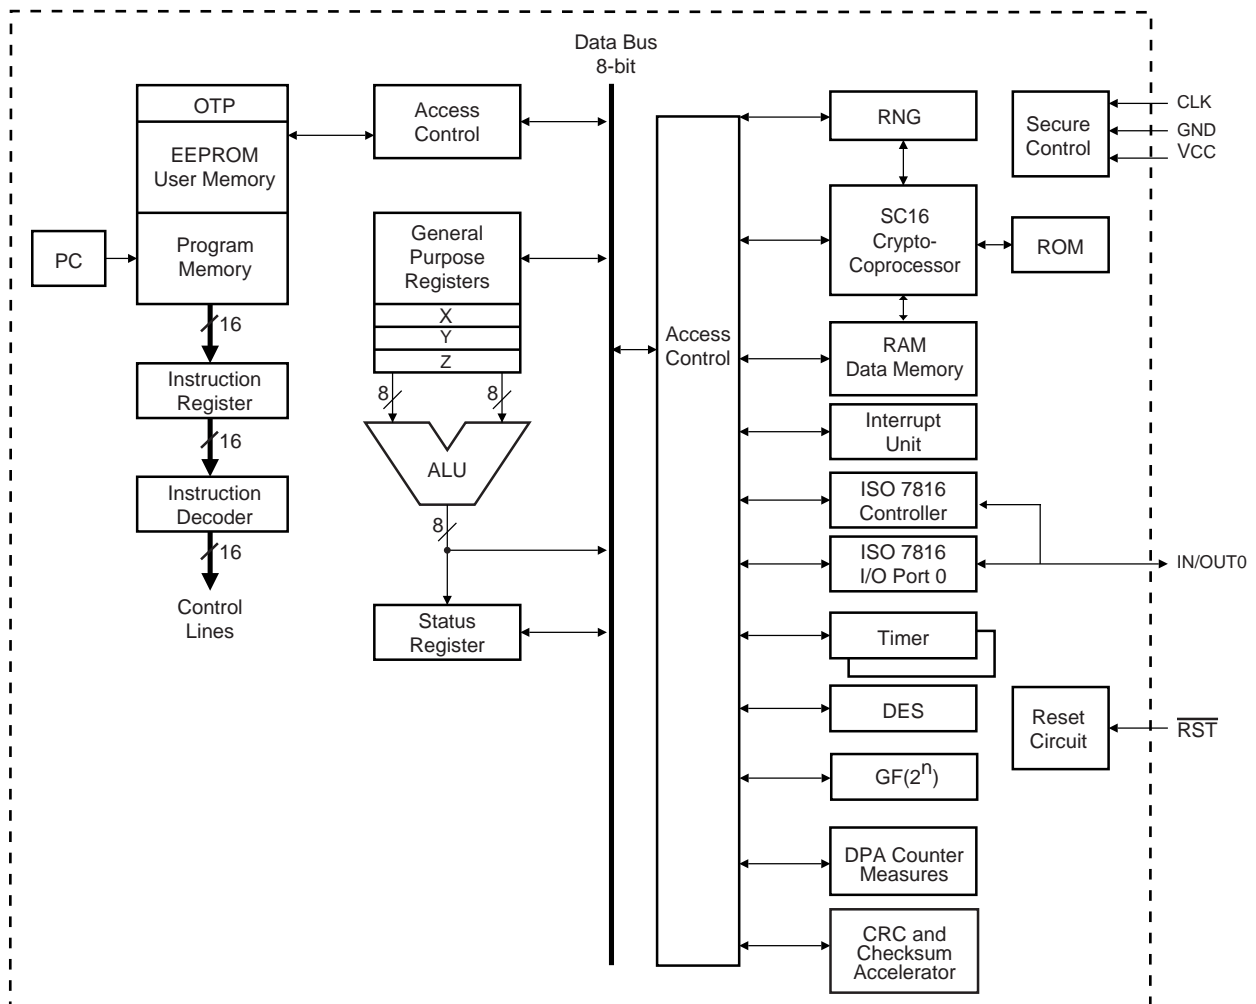 Data Bus
8-bit
OTP
EEPROM
User Memory
Program
Memory
PC
16
Instruction
Register
16
Instruction
Decoder
16
Control
Lines
Access
Control
General
Purpose
Registers
X
Y
Z
8
8
ALU
8
Status
Register
Access
Control
RNG
SC16
Crypto-
Coprocessor
ROM
RAM
Data Memory
Interrupt
Unit
ISO 7816
Controller
ISO 7816
I/O Port 0
Timer
DES
GF(2^n)
DPA Counter
Measures
CRC and
Checksum
Accelerator
Secure
Control
CLK
GND
VCC
IN/OUT0
Reset
Circuit
RST